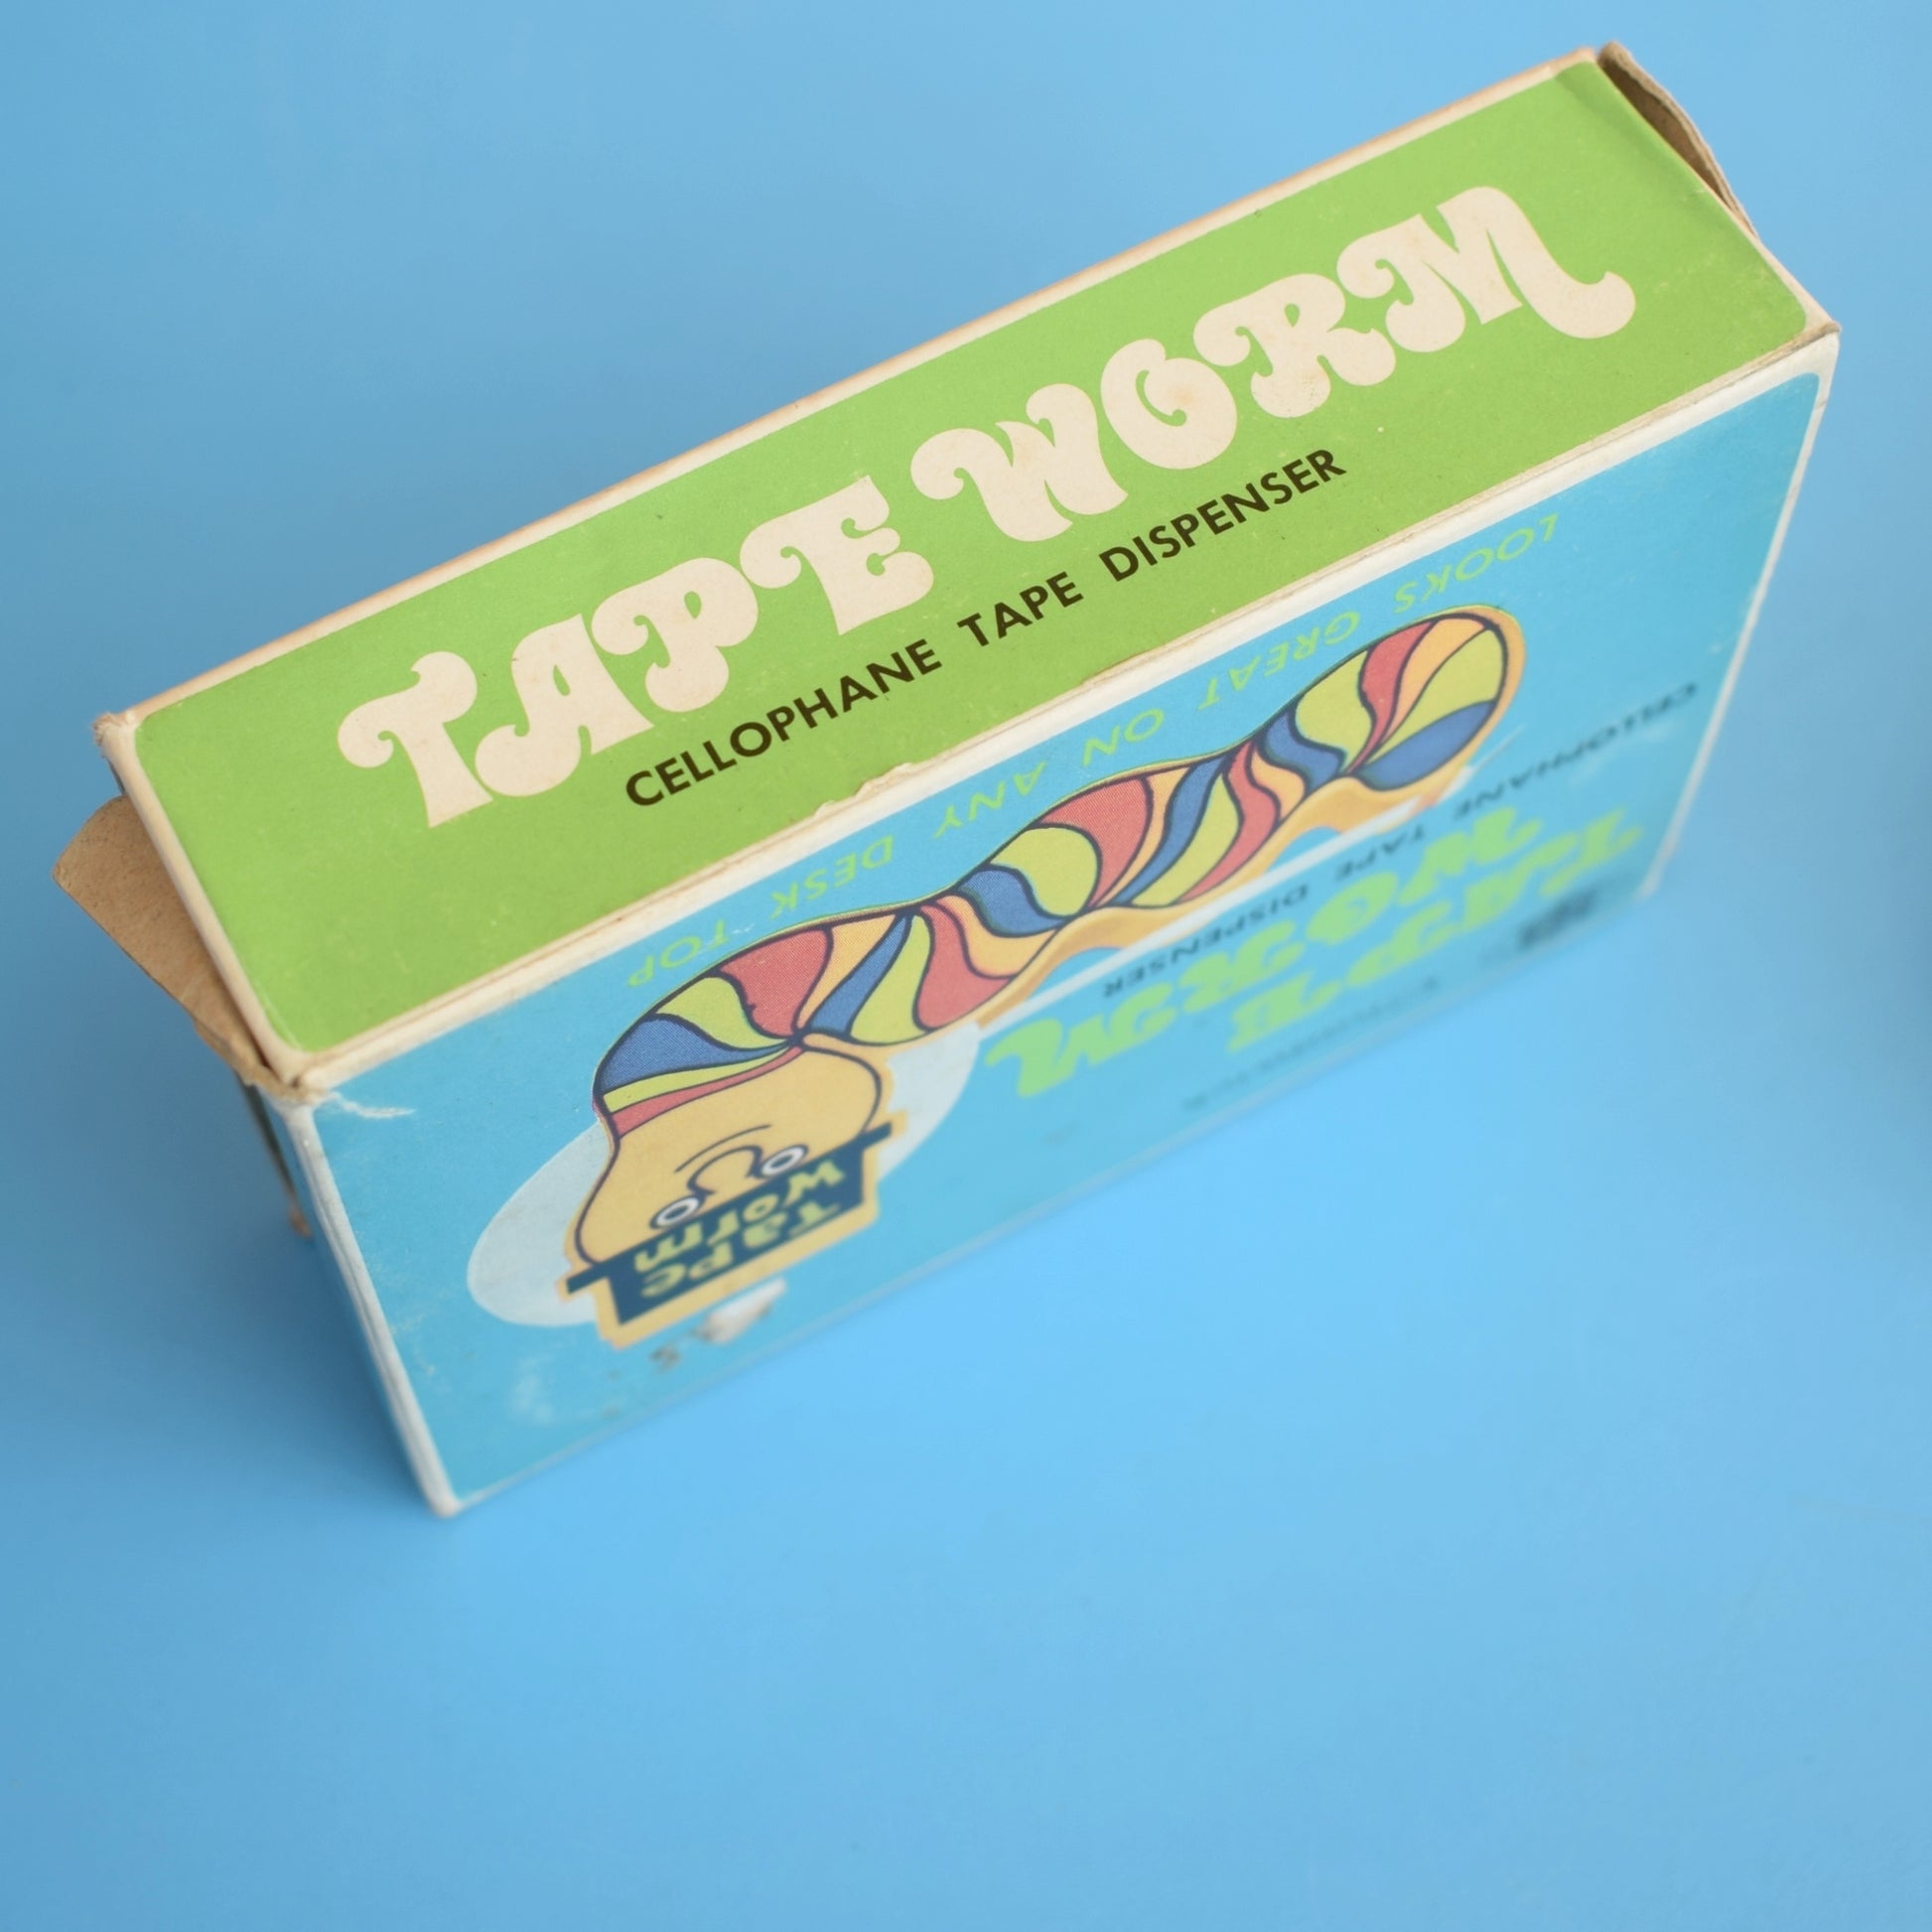 TAPE WORM
CELLOPHANE TAPE DISPENSER
TAPE
WORM
CELLOPHANE TAPE DISPENSER
Tape
Worm
LOOKS GREAT ON ANY DESK TOP